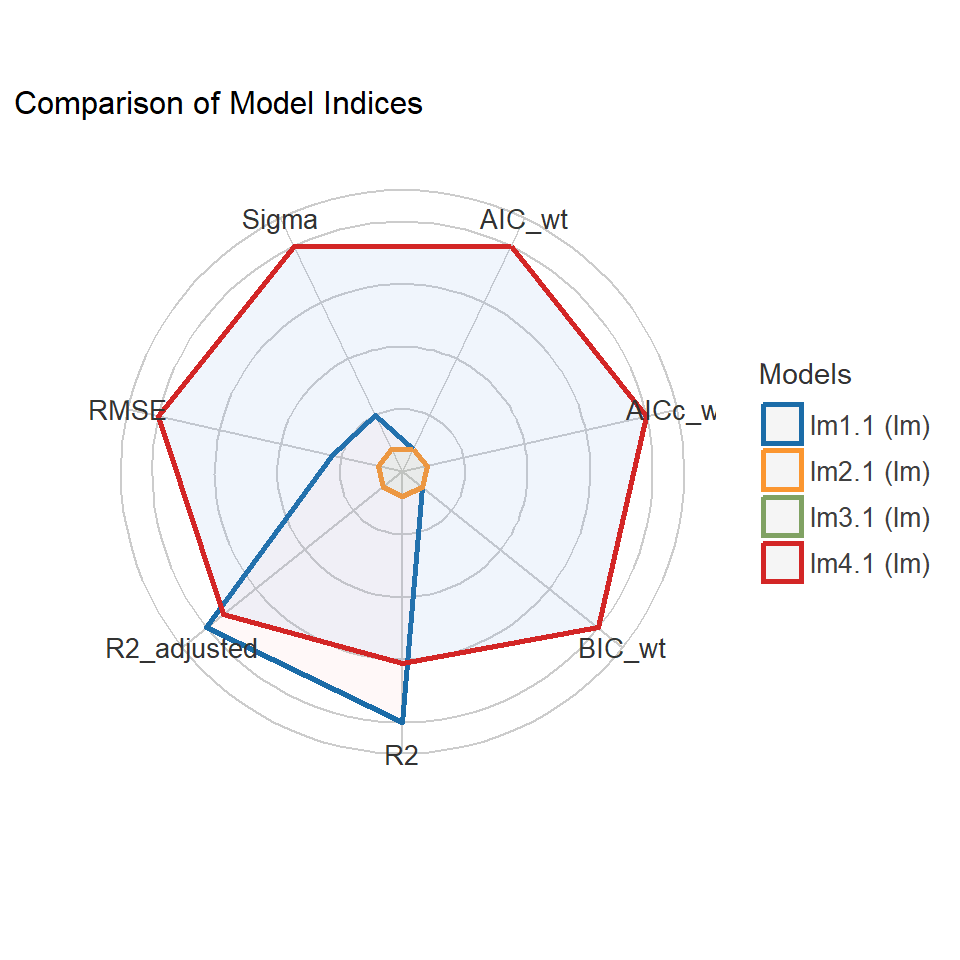 Comparison of Model Indices
Sigma
AIC_wt
RMSE
AICc_w
R2_adjusted
BIC_wt
R2
Models
lm1.1 (lm)
lm2.1 (lm)
lm3.1 (lm)
lm4.1 (lm)